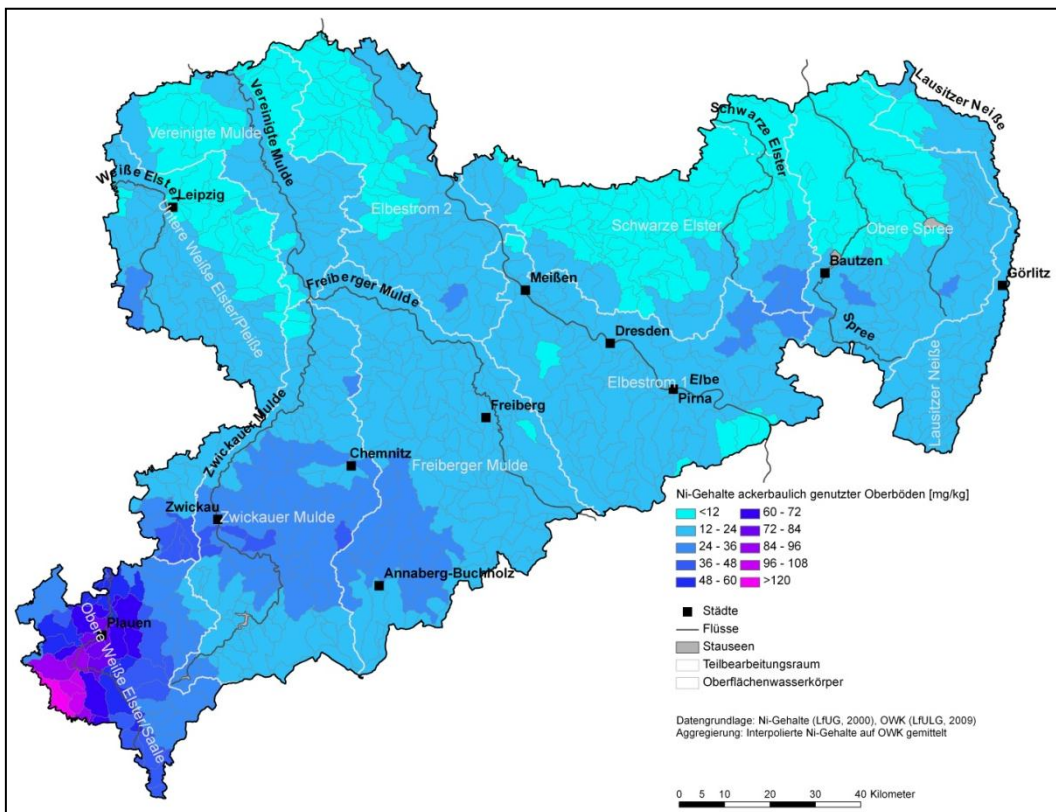 Lausitzer Neiße
Vereinigte Mulde
Schwarze Elster
Vereinigte Mulde
Weiße Elster
Leipzig
Elbestrom 2
Schwarze Elster
Obere Spree
Untere Weiße Elster/Pleiße
Bautzen
Meißen
Görlitz
Freiberger Mulde
Spree
Dresden
Elbestrom 1
Elbe
Pirna
Lausitzer Neiße
Zwickauer Mulde
Freiberg
Chemnitz
Freiberger Mulde
Zwickau
Zwickauer Mulde
Annaberg-Buchholz
Plauen
Obere Weiße Elster/Saale
Ni-Gehalte ackerbaulich genutzter Oberböden [mg/kg]
<12
12 - 24
24 - 36
36 - 48
48 - 60
60 - 72
72 - 84
84 - 96
96 - 108
>120
Städte
Flüsse
Stauseen
Teilbearbeitungsraum
Oberflächenwasserkörper
Datengrundlage: Ni-Gehalte (LfUG, 2000), OWK (LfULG, 2009)
Aggregierung: Interpolierte Ni-Gehalte auf OWK gemittelt
0 5 10 20 30 40 Kilometer